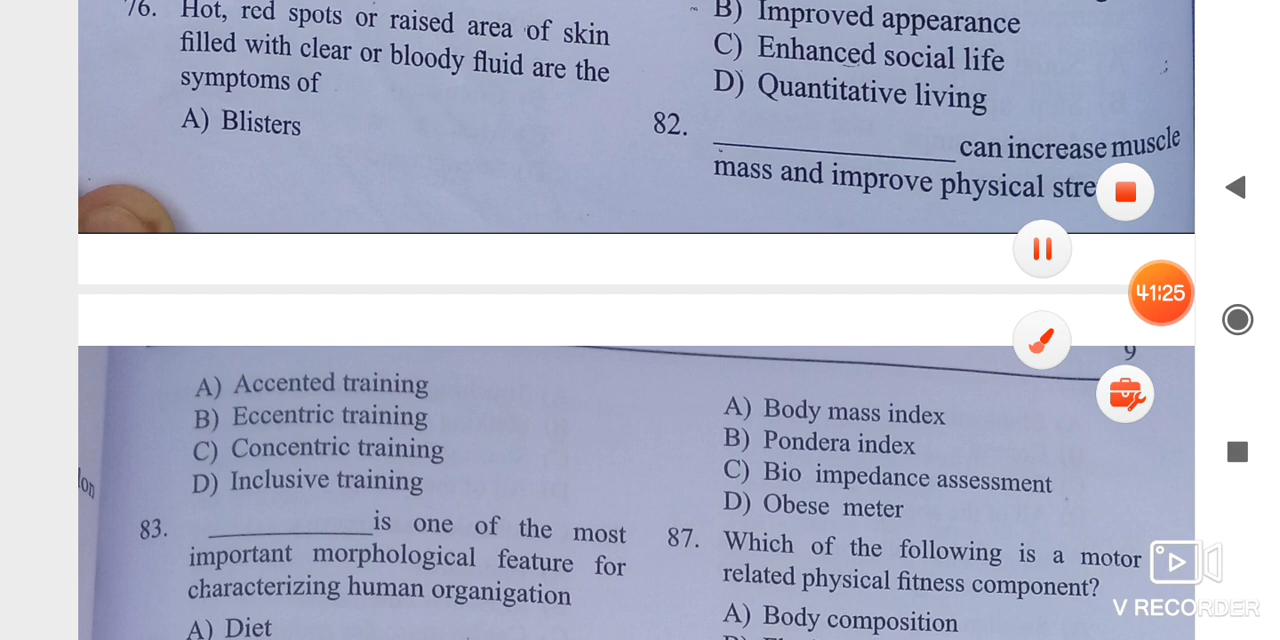 76. Hot, red spots or raised area of skin
filled with clear or bloody fluid are the
symptoms of
A) Blisters
B) Improved appearance
C) Enhanced social life
D) Quantitative living
82.
____________ can increase muscle
mass and improve physical stre
41:25
9
A) Accented training
B) Eccentric training
C) Concentric training
D) Inclusive training
83. ____________ is one of the most
important morphological feature for
characterizing human organigation
A) Diet
A) Body mass index
B) Pondera index
C) Bio impedance assessment
D) Obese meter
87. Which of the following is a motor
related physical fitness component?
A) Body composition
V RECORDER